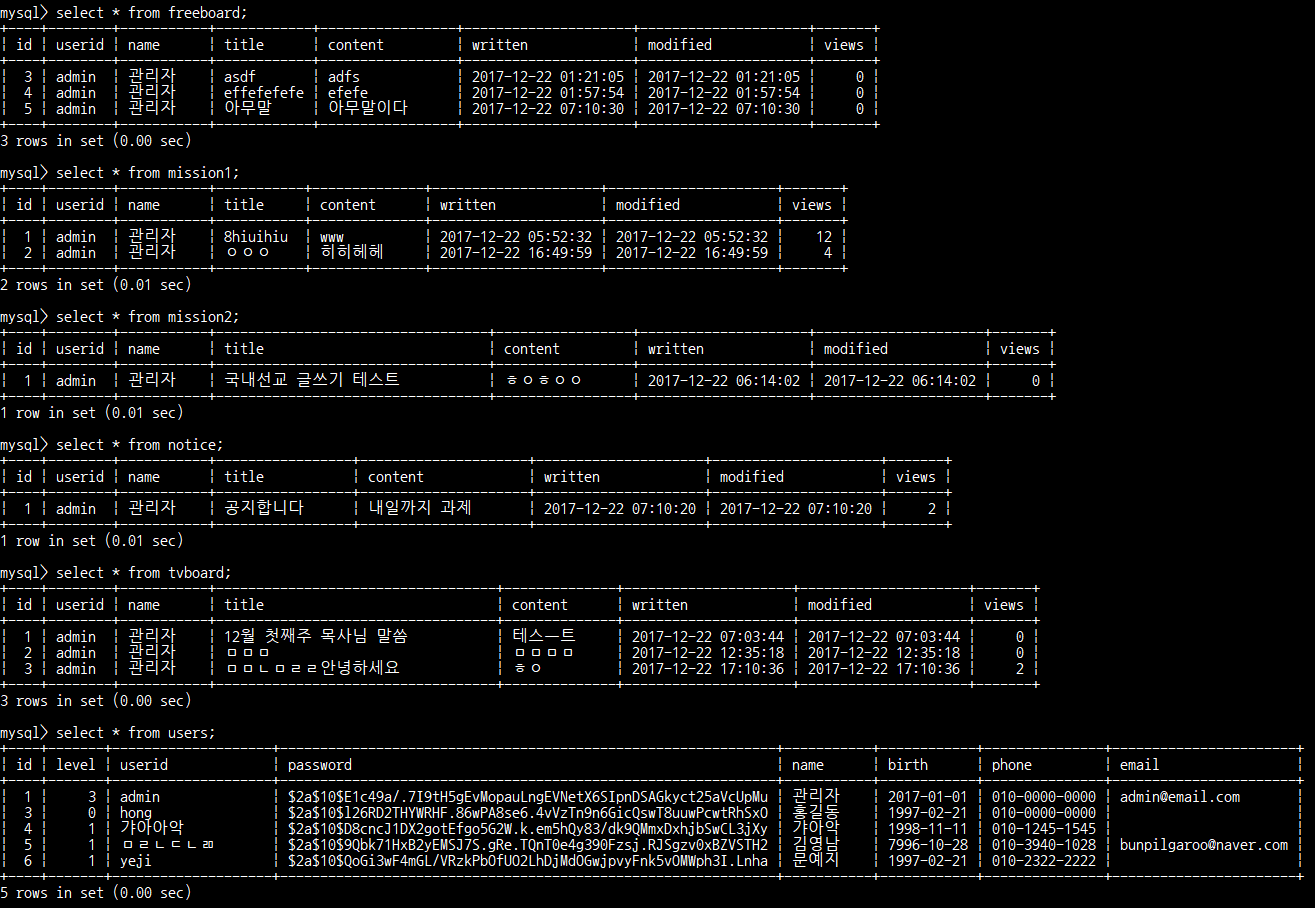 mysql> select * from freeboard;
| id | userid | name | title | content | written | modified | views |
| 3 | admin | 관리자 | asdf | adfs | 2017-12-22 01:21:05 | 2017-12-22 01:21:05 | 0 |
| 4 | admin | 관리자 | effefefefe | efefe | 2017-12-22 01:57:54 | 2017-12-22 01:57:54 | 0 |
| 5 | admin | 관리자 | 아무말 | 아무말이다 | 2017-12-22 07:10:30 | 2017-12-22 07:10:30 | 0 |
3 rows in set (0.00 sec)
mysql> select * from mission1;
| id | userid | name | title | content | written | modified | views |
| 1 | admin | 관리자 | 8hiuihiu | www | 2017-12-22 05:52:32 | 2017-12-22 05:52:32 | 12 |
| 2 | admin | 관리자 | ㅇㅇㅇ | 히히헤헤 | 2017-12-22 16:49:59 | 2017-12-22 16:49:59 | 4 |
2 rows in set (0.01 sec)
mysql> select * from mission2;
| id | userid | name | title | content | written | modified | views |
| 1 | admin | 관리자 | 국내선교 글쓰기 테스트 | ㅎㅇㅎㅇㅇ | 2017-12-22 06:14:02 | 2017-12-22 06:14:02 | 0 |
1 row in set (0.01 sec)
mysql> select * from notice;
| id | userid | name | title | content | written | modified | views |
| 1 | admin | 관리자 | 공지합니다 | 내일까지 과제 | 2017-12-22 07:10:20 | 2017-12-22 07:10:20 | 2 |
1 row in set (0.01 sec)
mysql> select * from tvboard;
| id | userid | name | title | content | written | modified | views |
| 1 | admin | 관리자 | 12월 첫째주 목사님 말씀 | 테스ㅡ트 | 2017-12-22 07:03:44 | 2017-12-22 07:03:44 | 0 |
| 2 | admin | 관리자 | ㅁㅁㅁ | ㅁㅁㅁㅁ | 2017-12-22 12:35:18 | 2017-12-22 12:35:18 | 0 |
| 3 | admin | 관리자 | ㅁㅁㄴㅁㄹㄹ안녕하세요 | ㅎㅇ | 2017-12-22 17:10:36 | 2017-12-22 17:10:36 | 2 |
3 rows in set (0.00 sec)
mysql> select * from users;
| id | level | userid | password | name | birth | phone | email |
| 1 | 3 | admin | $2a$10$E1c49a/.7I9tH5gEvMopauLngEVNetX6SIpnDSAGkyct25aVcUpMu | 관리자 | 2017-01-01 | 010-0000-0000 | admin@email.com |
| 3 | 0 | hong | $2a$10$l26RD2THYWRHF.86wPA8se6.4vVzTn9n6GicQswT8uuwPcwtRhSxO | 홍길동 | 1997-02-21 | 010-0000-0000 | |
| 4 | 1 | 갸아아악 | $2a$10$D8cncJ1DX2gotEfgo5G2W.k.em5hQy83/dk9QMmxDxhjbSwCL3jXy | 갸아악 | 1998-11-11 | 010-1245-1545 | |
| 5 | 1 | ㅁㄹㄴㄷㄴㄻ | $2a$10$9Qbk71HxB2yEMSJ7S.gRe.TQnT0e4g390Fzsj.RJSgzv0xBZVSTH2 | 김영남 | 7996-10-28 | 010-3940-1028 | bunpilgaroo@naver.com |
| 6 | 1 | yeji | $2a$10$QoGi3wF4mGL/VRzkPbOfUO2LhDjMdOGwjpvyFnk5vOMWph3I.Lnha | 문예지 | 1997-02-21 | 010-2322-2222 | |
5 rows in set (0.00 sec)